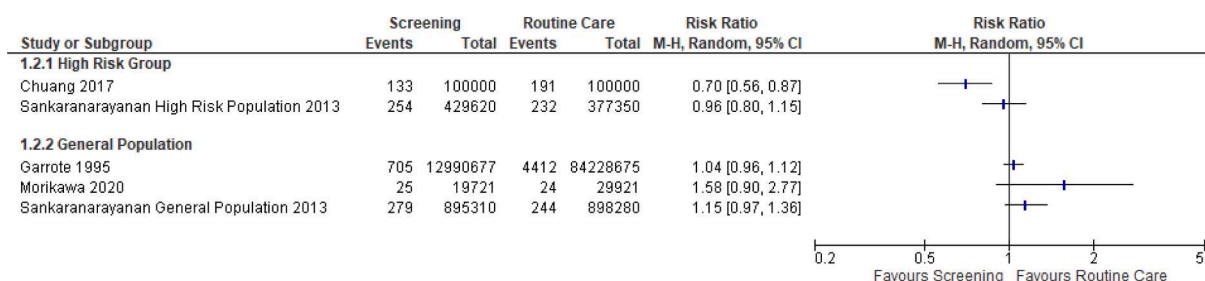 Screening Routine Care Risk Ratio Risk Ratio
Study or Subgroup Events Total Events Total M-H, Random, 95% CI M-H, Random, 95% CI
1.2.1 High Risk Group
Chuang 2017 133 100000 191 100000 0.70 [0.56, 0.87]
Sankaranarayanan High Risk Population 2013 254 429620 232 377350 0.96 [0.80, 1.15]
1.2.2 General Population
Garrote 1995 705 12990677 4412 84228675 1.04 [0.96, 1.12]
Morikawa 2020 25 19721 24 29921 1.58 [0.90, 2.77]
Sankaranarayanan General Population 2013 279 895310 244 898280 1.15 [0.97, 1.36]
0.2 0.5 1 2 5
Favours Screening Favours Routine Care